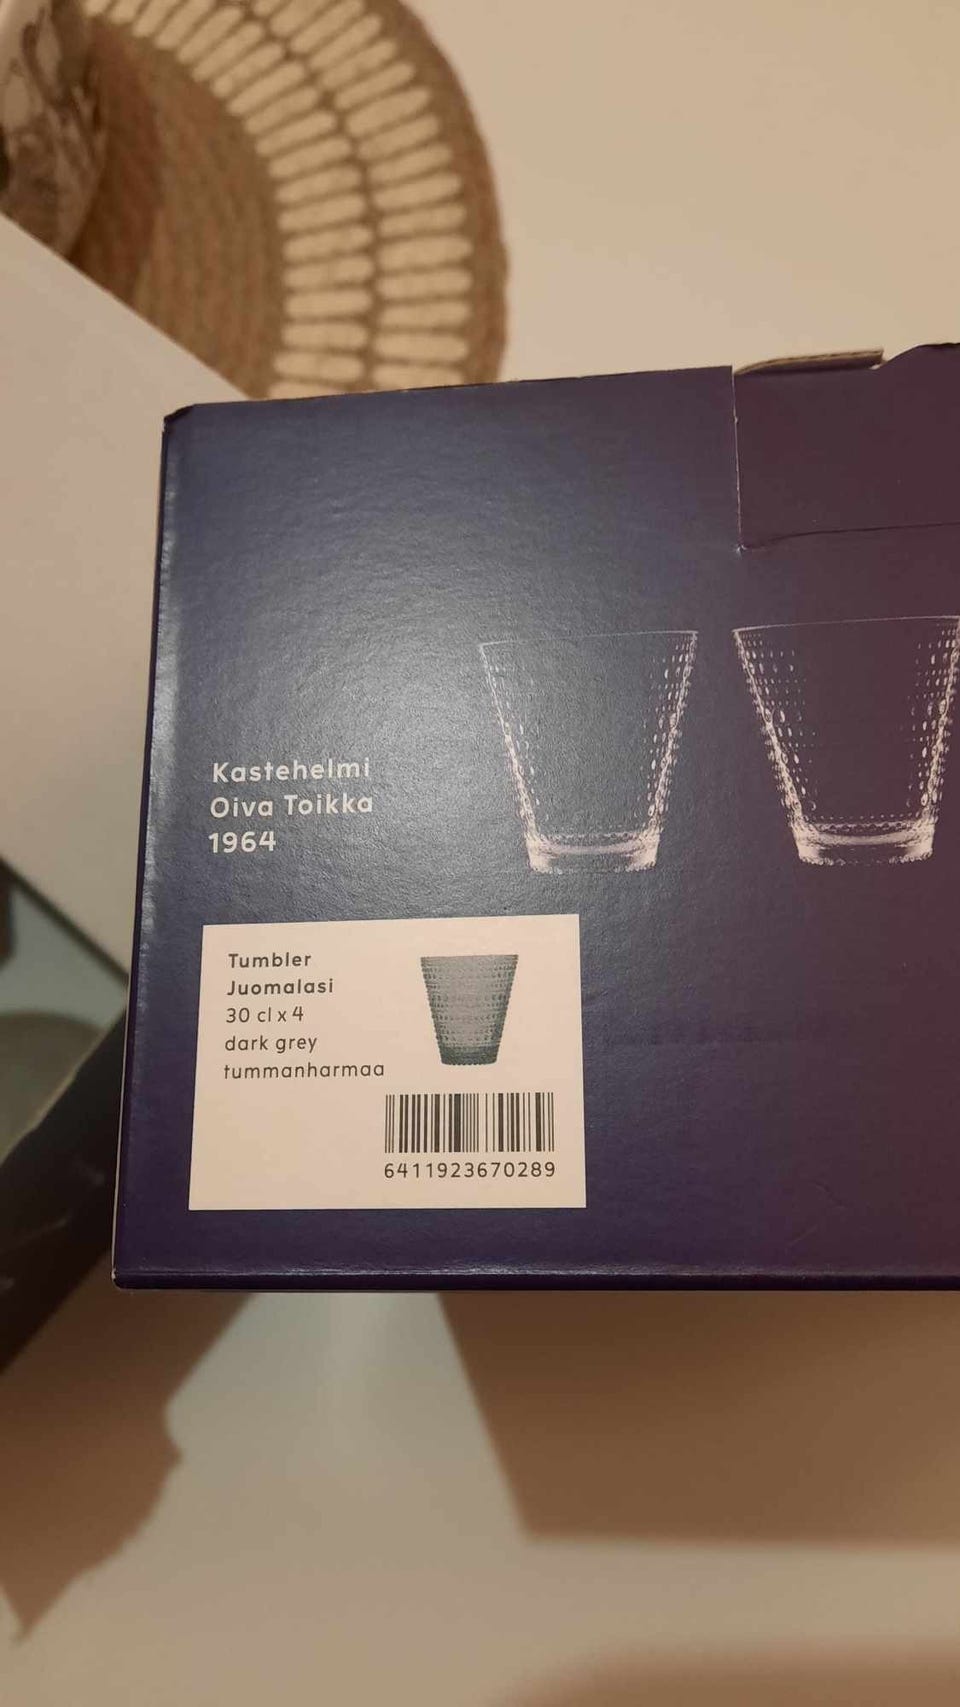 Kastehelmi
Oiva Toikka
1964
Tumbler
Juomalasi
30 cl x 4
dark grey
tummanharmaa
6411923670289